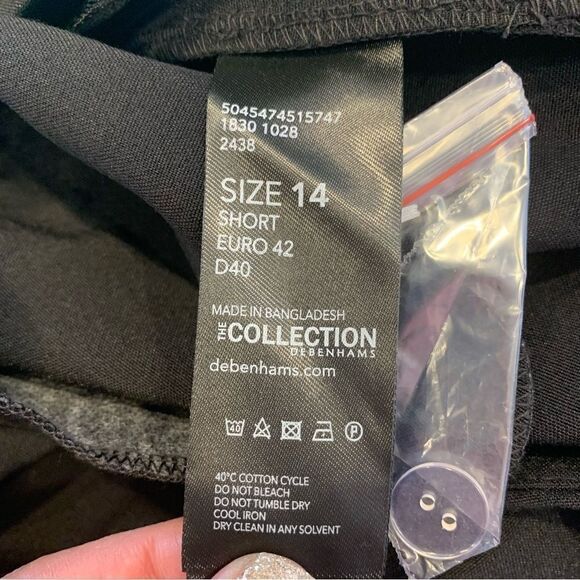 5045474515747
1830 1028
2438
SIZE 14
SHORT
EURO 42
D40
MADE IN BANGLADESH
THE COLLECTION
DEBENHAMS
debenhams.com
40
P
40°C COTTON CYCLE
DO NOT BLEACH
DO NOT TUMBLE DRY
COOL IRON
DRY CLEAN IN ANY SOLVENT